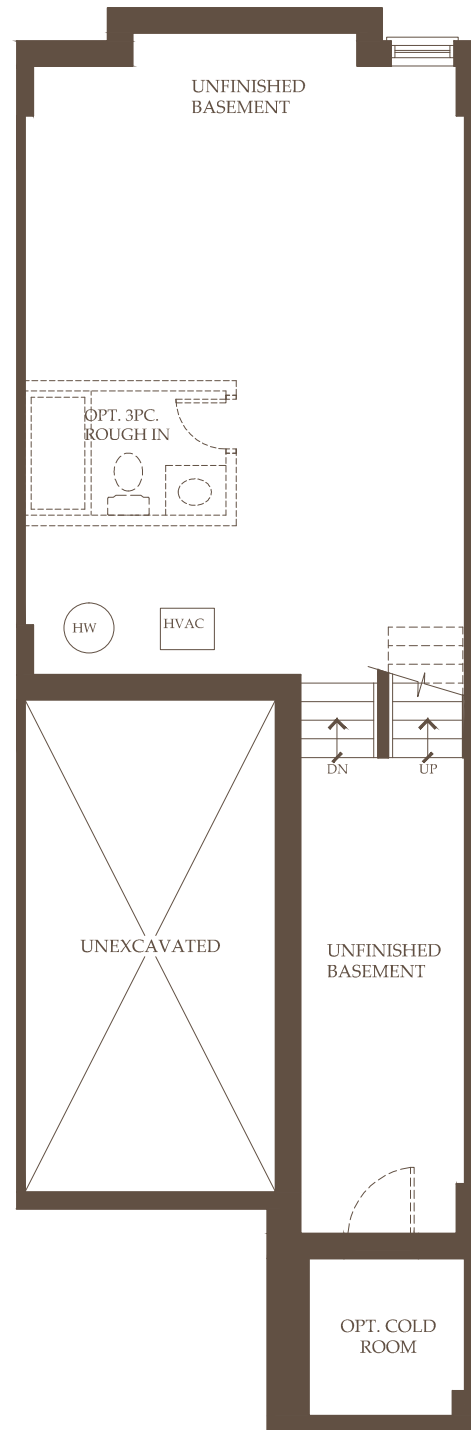 UNFINISHED
BASEMENT
OPT. 3PC.
ROUGH IN
HW
HVAC
DN
UP
UNEXCAVATED
UNFINISHED
BASEMENT
OPT. COLD
ROOM